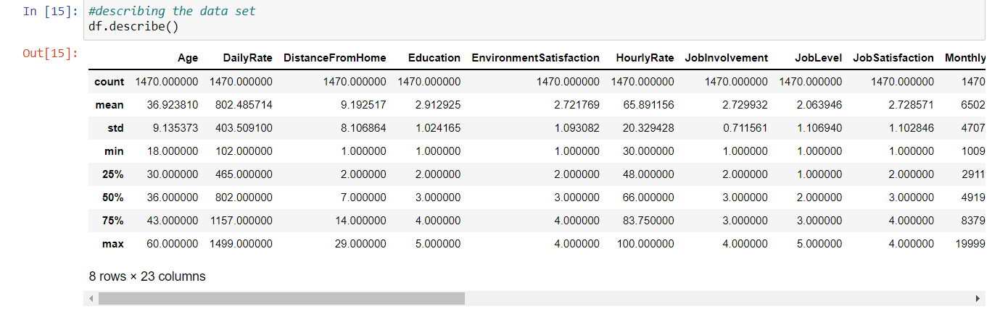 In [15]: #describing the data set
df.describe()
Out[15]:
Age DailyRate DistanceFromHome Education EnvironmentSatisfaction HourlyRate JobInvolvement JobLevel JobSatisfaction Monthly
count 1470.000000 1470.000000 1470.000000 1470.000000 1470.000000 1470.000000 1470.000000 1470.000000 1470.000000 1470
mean 36.923810 802.485714 9.192517 2.912925 2.721769 65.891156 2.729932 2.063946 2.728571 6502
std 9.135373 403.509100 8.106864 1.024165 1.093082 20.329428 0.711561 1.106940 1.102846 4707
min 18.000000 102.000000 1.000000 1.000000 1.000000 30.000000 1.000000 1.000000 1.000000 1009
25% 30.000000 465.000000 2.000000 2.000000 2.000000 48.000000 2.000000 1.000000 2.000000 2911
50% 36.000000 802.000000 7.000000 3.000000 3.000000 66.000000 3.000000 2.000000 3.000000 4919
75% 43.000000 1157.000000 14.000000 4.000000 4.000000 83.750000 3.000000 3.000000 4.000000 8379
max 60.000000 1499.000000 29.000000 5.000000 4.000000 100.000000 4.000000 5.000000 4.000000 19999
8 rows × 23 columns